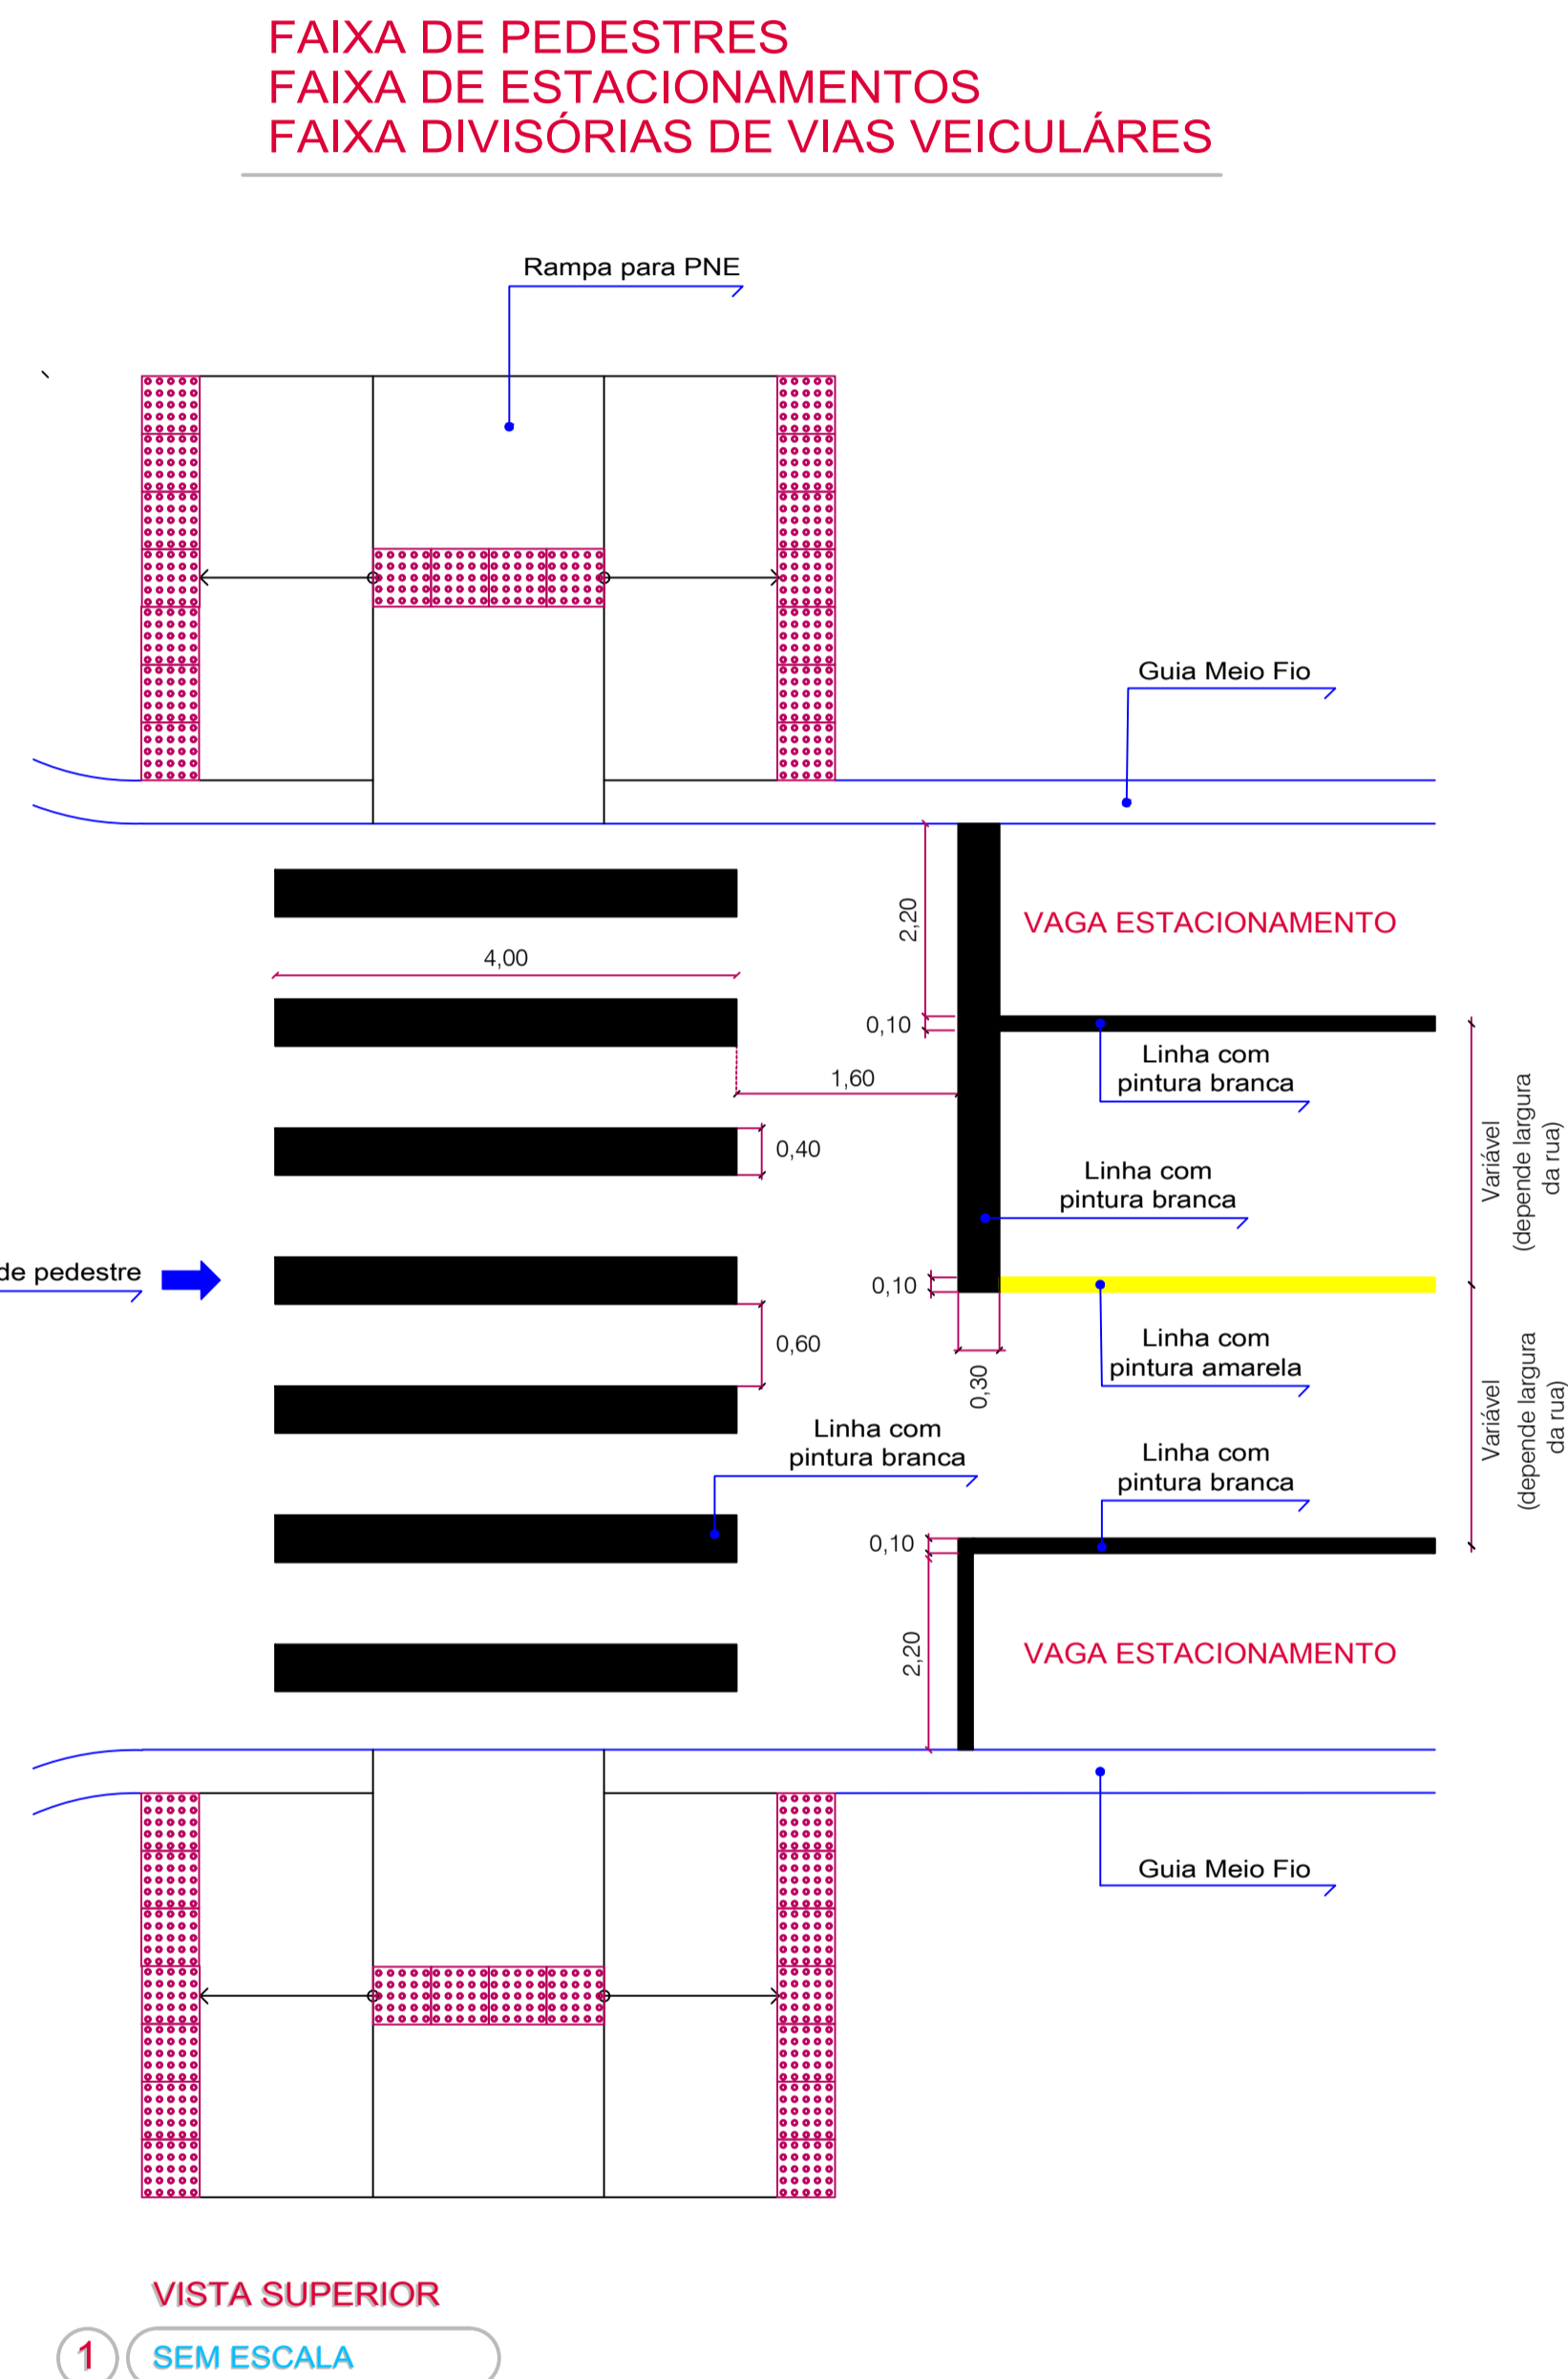 FAIXA DE PEDESTRES
FAIXA DE ESTACIONAMENTOS
FAIXA DIVISÓRIAS DE VIAS VEICULÁRES
Rampa para PNE
Guia Meio Fio
2,20
VAGA ESTACIONAMENTO
4,00
0,10
Linha com
pintura branca
1,60
Variável
(depende largura
da rua)
0,40
Linha com
pintura branca
de pedestre
0,10
0,60
Linha com
pintura amarela
0,30
Variável
(depende largura
da rua)
Linha com
pintura branca
Linha com
pintura branca
0,10
2,20
VAGA ESTACIONAMENTO
Guia Meio Fio
VISTA SUPERIOR
1
SEM ESCALA